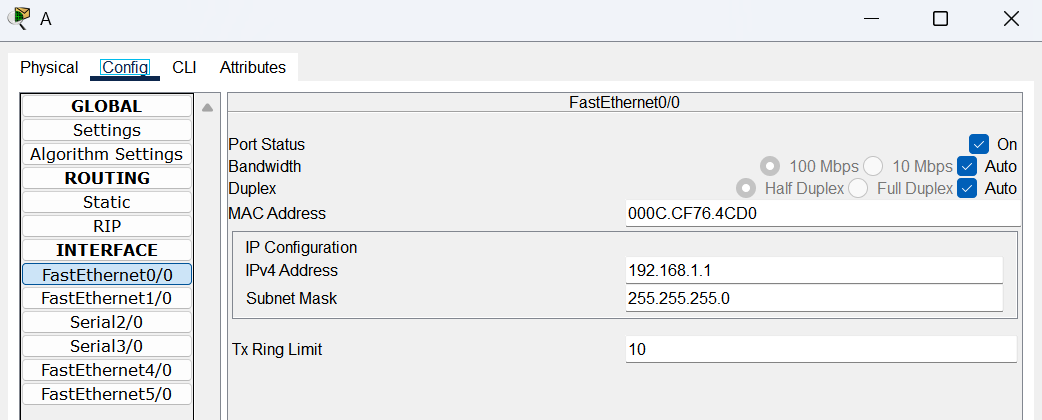 A
Physical Config CLI Attributes
GLOBAL
Settings
Algorithm Settings
ROUTING
Static
RIP
INTERFACE
FastEthernet0/0
FastEthernet1/0
Serial2/0
Serial3/0
FastEthernet4/0
FastEthernet5/0
FastEthernet0/0
Port Status On
Bandwidth 100 Mbps 10 Mbps Auto
Duplex Half Duplex Full Duplex Auto
MAC Address 000C.CF76.4CD0
IP Configuration
IPv4 Address 192.168.1.1
Subnet Mask 255.255.255.0
Tx Ring Limit 10